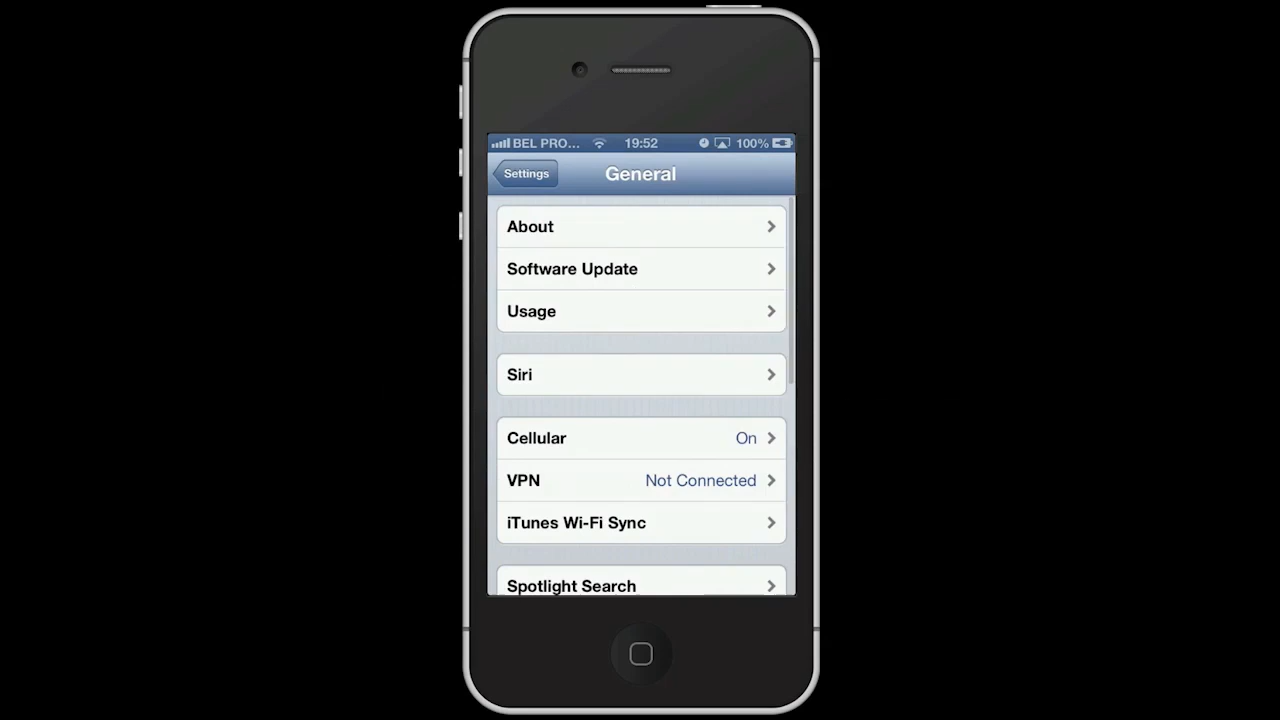 BEL PRO... 19:52 100%
Settings General
About
Software Update
Usage
Siri
Cellular On
VPN Not Connected
iTunes Wi-Fi Sync
Spotlight Search